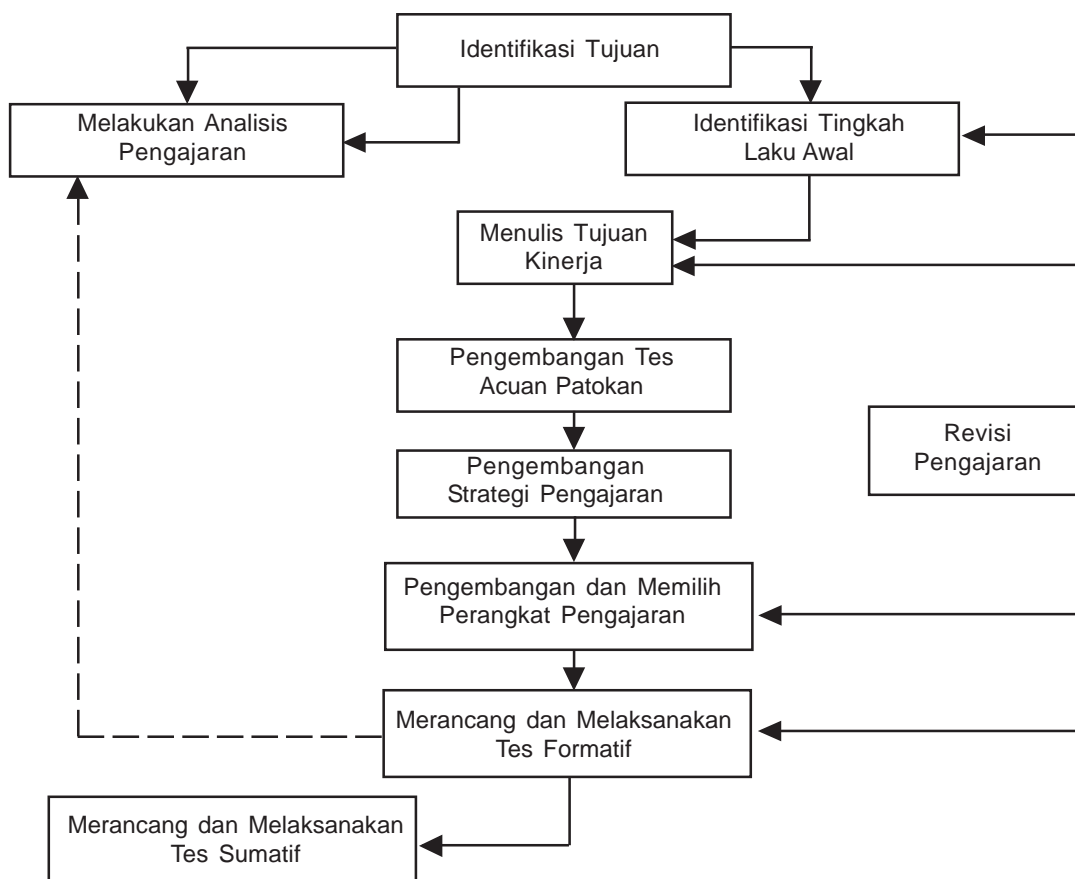 Identifikasi Tujuan
Melakukan Analisis
Pengajaran
Identifikasi Tingkah
Laku Awal
Menulis Tujuan
Kinerja
Pengembangan Tes
Acuan Patokan
Revisi
Pengajaran
Pengembangan
Strategi Pengajaran
Pengembangan dan Memilih
Perangkat Pengajaran
Merancang dan Melaksanakan
Tes Formatif
Merancang dan Melaksanakan
Tes Sumatif